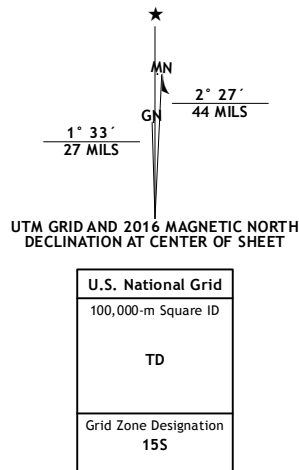 ★
MN
2° 27´
44 MILS
GN
1° 33´
27 MILS
UTM GRID AND 2016 MAGNETIC NORTH
DECLINATION AT CENTER OF SHEET
U.S. National Grid
100,000-m Square ID
TD
Grid Zone Designation
15S